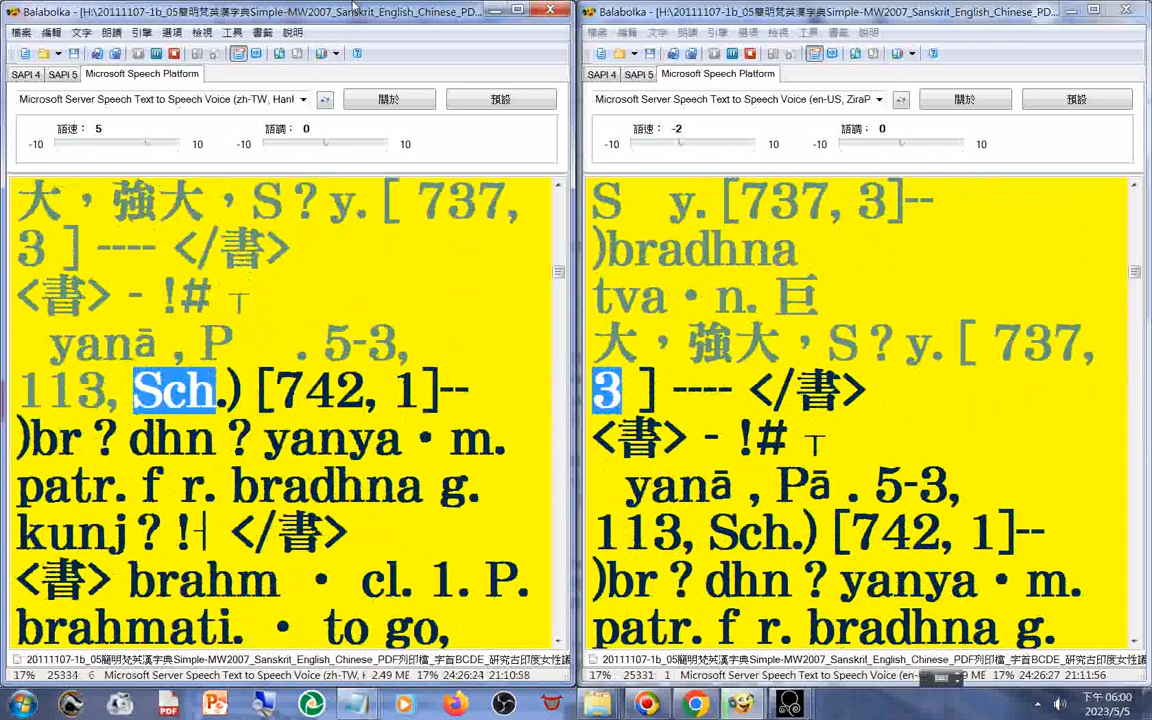 Balabolka - [H:\20111107-1b_05簡明梵英漢字典Simple-MW2007_Sanskrit_English_Chinese_PD...
檔案 編輯 文字 朗讀 引擎 選項 檢視 工具 書籤 說明
SAPI 4 SAPI 5 Microsoft Speech Platform
Microsoft Server Speech Text to Speech Voice (zh-TW, Hanl 關於 預設
語速： 5 語調： 0
-10 10 -10 10
大，強大，S？y. [ 737,
3 ] ---- </書>
<書> - !# ┬
yanā , P . 5-3,
113, Sch.) [742, 1]--
)br？dhn？yanya • m.
patr. f r. bradhna g.
kunj？!┤ </書>
<書> brahm • cl. 1. P.
brahmati. • to go,
20111107-1b_05簡明梵英漢字典Simple-MW2007_Sanskrit_English_Chinese_PDF列印檔_字首BCDE_研究古印度女性議
17% 25334 6 Microsoft Server Speech Text to Speech Voice (zh-TW, H 2.49 MB 17% 24:26:24 21:10:58
Balabolka - [H:\20111107-1b_05簡明梵英漢字典Simple-MW2007_Sanskrit_English_Chinese_PD...
檔案 編輯 文字 朗讀 引擎 選項 檢視 工具 書籤 說明
SAPI 4 SAPI 5 Microsoft Speech Platform
Microsoft Server Speech Text to Speech Voice (en-US, ZiraP 關於 預設
語速： -2 語調： 0
-10 10 -10 10
S y. [737, 3]--
)bradhna
tva • n. 巨
大，強大，S？y. [ 737,
3 ] ---- </書>
<書> - !# ┬
yanā , Pā . 5-3,
113, Sch.) [742, 1]--
)br？dhn？yanya • m.
patr. f r. bradhna g.
20111107-1b_05簡明梵英漢字典Simple-MW2007_Sanskrit_English_Chinese_PDF列印檔_字首BCDE_研究古印度女性議
17% 25331 1 Microsoft Server Speech Text to Speech Voice (en-US, 9 MB 17% 24:26:27 21:11:56
下午 06:00
2023/5/5